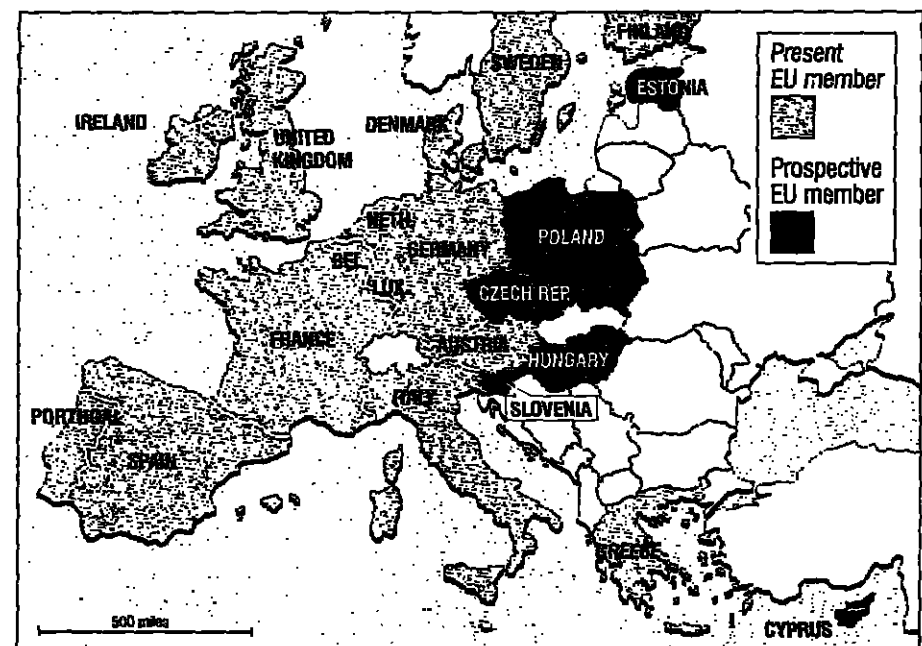 FINLAND
SWEDEN
Present
EU member
ESTONIA
IRELAND
DENMARK
UNITED
KINGDOM
Prospective
EU member
NETH.
POLAND
GERMANY
BEL.
LUX.
CZECH REP.
FRANCE
AUSTRIA
HUNGARY
ITALY
SLOVENIA
PORTUGAL
SPAIN
GREECE
500 miles
CYPRUS